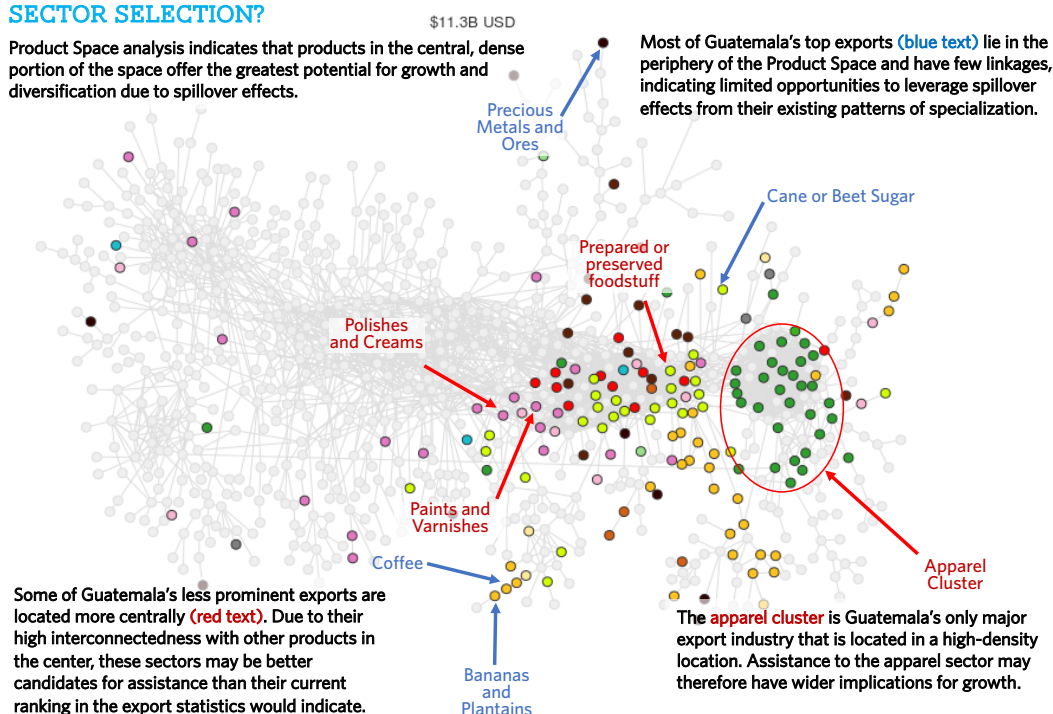 SECTOR SELECTION?
$11.3B USD
Product Space analysis indicates that products in the central, dense
portion of the space offer the greatest potential for growth and
diversification due to spillover effects.
Most of Guatemala's top exports (blue text) lie in the
periphery of the Product Space and have few linkages,
indicating limited opportunities to leverage spillover
effects from their existing patterns of specialization.
Precious
Metals and
Ores
Cane or Beet Sugar
Prepared or
preserved
foodstuff
Polishes
and Creams
Paints and
Varnishes
Coffee
Apparel
Cluster
Some of Guatemala's less prominent exports are
located more centrally (red text). Due to their
high interconnectedness with other products in
the center, these sectors may be better
candidates for assistance than their current
ranking in the export statistics would indicate.
Bananas
and
Plantains
The apparel cluster is Guatemala's only major
export industry that is located in a high-density
location. Assistance to the apparel sector may
therefore have wider implications for growth.